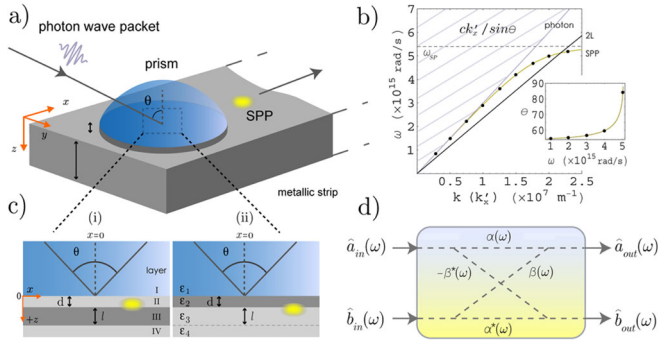 a)
photon wave packet
prism
θ
SPP
x
y
z
metallic strip
b)
7
6
5
4
3
2
1
0
ω (×10¹⁵ rad/s)
ck'ₓ/sinΘ
photon
2L
SPP
ω_SP
0.5 1 1.5 2 2.5
k (k'ₓ) (×10⁷ m⁻¹)
Θ
90
80
70
60
1 2 3 4 5
ω (×10¹⁵ rad/s)
c)
(i)
x=0
θ
layer
I
II
III
IV
0
x
+z
d
l
(ii)
x=0
θ
ε₁
ε₂
ε₃
ε₄
d
l
d)
â_in(ω)
α(ω)
â_out(ω)
-β*(ω)
β(ω)
b̂_in(ω)
α*(ω)
b̂_out(ω)